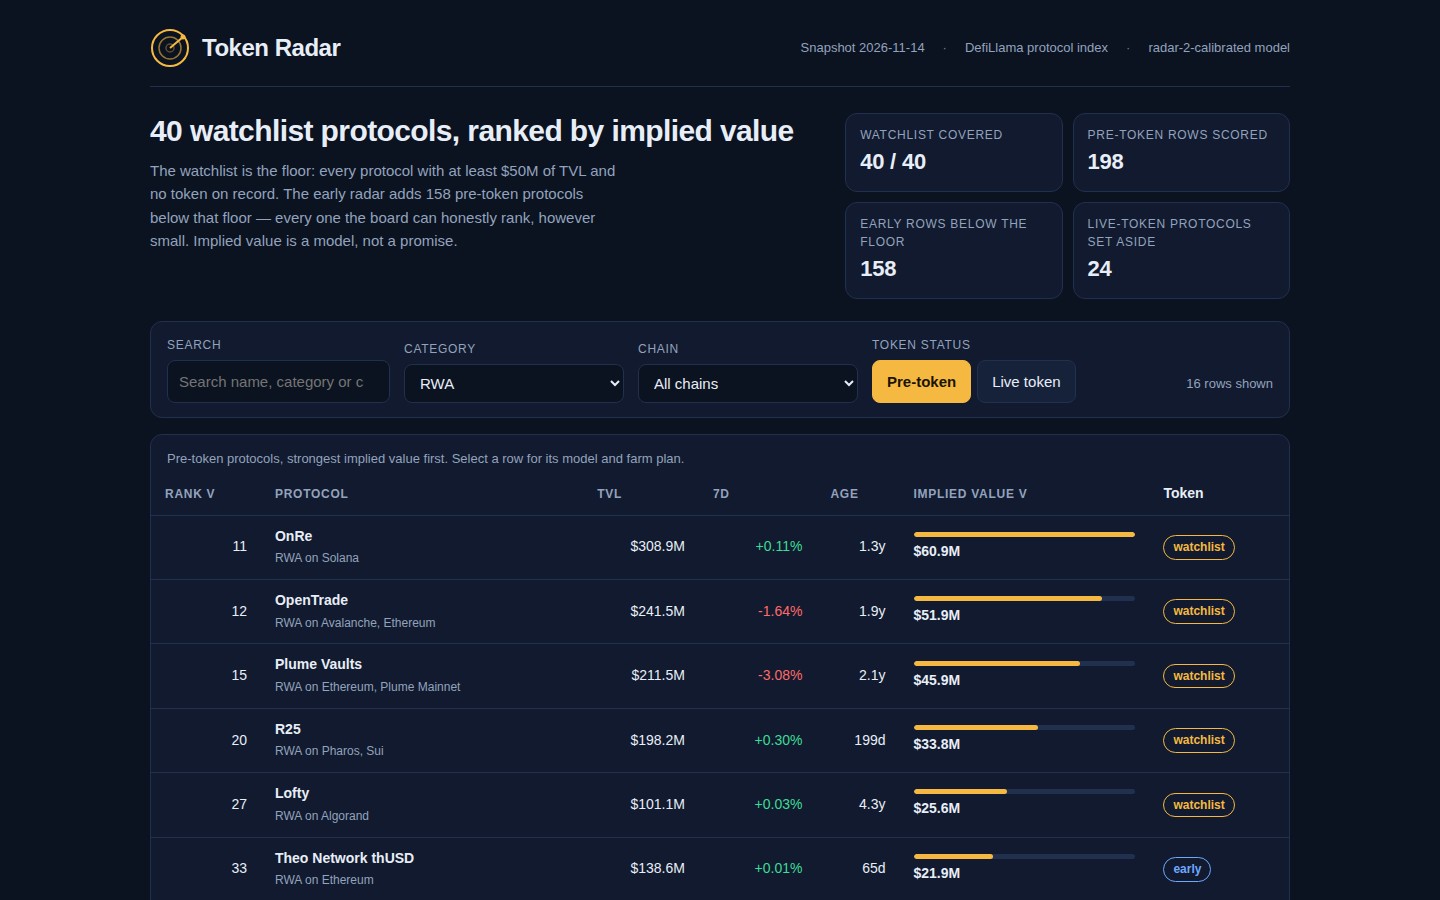 Token Radar
Snapshot 2026-11-14 · DefiLlama protocol index · radar-2-calibrated model
40 watchlist protocols, ranked by implied value
The watchlist is the floor: every protocol with at least $50M of TVL and
no token on record. The early radar adds 158 pre-token protocols
below that floor — every one the board can honestly rank, however
small. Implied value is a model, not a promise.
WATCHLIST COVERED
40 / 40
PRE-TOKEN ROWS SCORED
198
EARLY ROWS BELOW THE
FLOOR
158
LIVE-TOKEN PROTOCOLS
SET ASIDE
24
SEARCH
Search name, category or c
CATEGORY
RWA
CHAIN
All chains
TOKEN STATUS
Pre-token Live token
16 rows shown
Pre-token protocols, strongest implied value first. Select a row for its model and farm plan.
RANK V PROTOCOL TVL 7D AGE IMPLIED VALUE V Token
11 OnRe $308.9M +0.11% 1.3y $60.9M watchlist
RWA on Solana
12 OpenTrade $241.5M -1.64% 1.9y $51.9M watchlist
RWA on Avalanche, Ethereum
15 Plume Vaults $211.5M -3.08% 2.1y $45.9M watchlist
RWA on Ethereum, Plume Mainnet
20 R25 $198.2M +0.30% 199d $33.8M watchlist
RWA on Pharos, Sui
27 Lofty $101.1M +0.03% 4.3y $25.6M watchlist
RWA on Algorand
33 Theo Network thUSD $138.6M +0.01% 65d $21.9M early
RWA on Ethereum